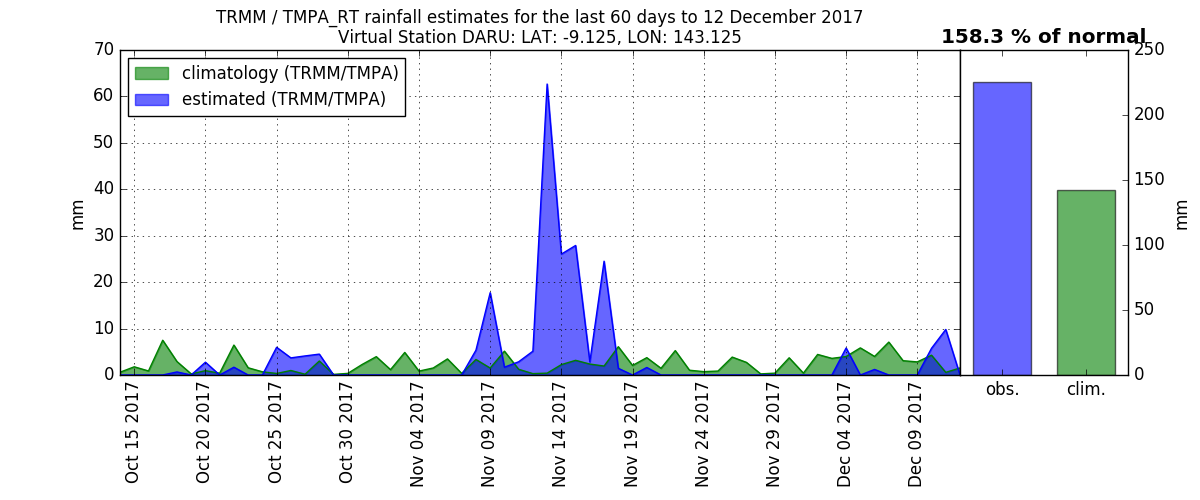 TRMM / TMPA_RT rainfall estimates for the last 60 days to 12 December 2017
Virtual Station DARU: LAT: -9.125, LON: 143.125
158.3 % of normal
climatology (TRMM/TMPA)
estimated (TRMM/TMPA)
70
60
50
40
30
20
10
0
mm
250
200
150
100
50
0
mm
Oct 15 2017
Oct 20 2017
Oct 25 2017
Oct 30 2017
Nov 04 2017
Nov 09 2017
Nov 14 2017
Nov 19 2017
Nov 24 2017
Nov 29 2017
Dec 04 2017
Dec 09 2017
obs.
clim.